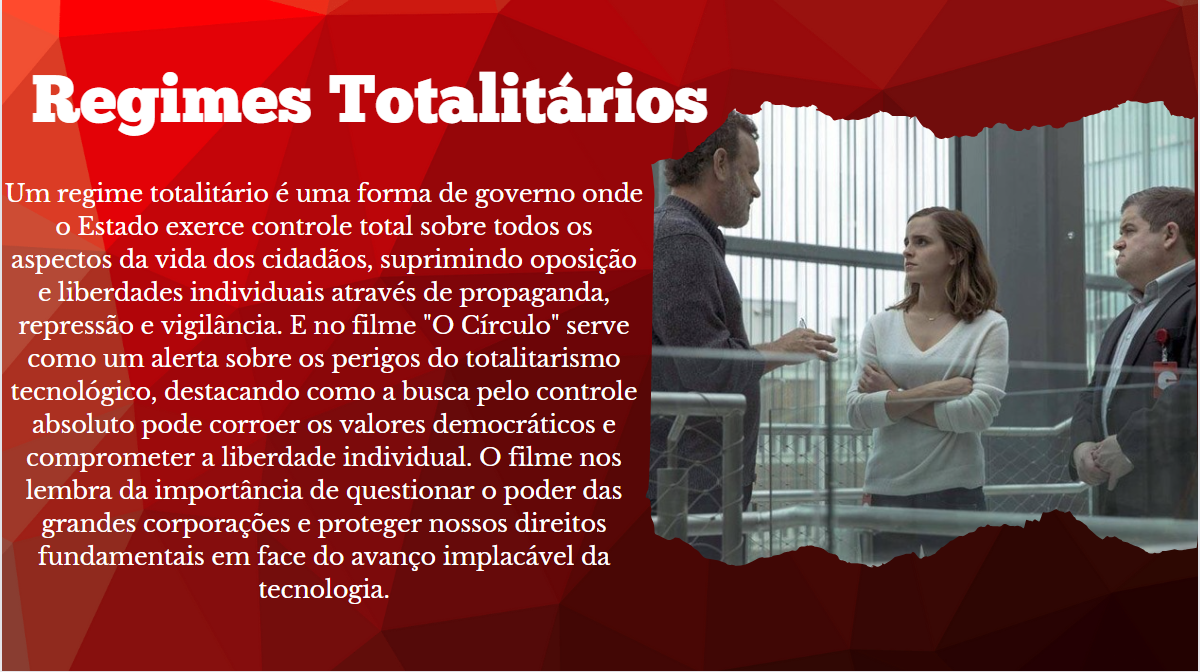 Regimes Totalitários
Um regime totalitário é uma forma de governo onde
o Estado exerce controle total sobre todos os
aspectos da vida dos cidadãos, suprimindo oposição
e liberdades individuais através de propaganda,
repressão e vigilância. E no filme "O Círculo" serve
como um alerta sobre os perigos do totalitarismo
tecnológico, destacando como a busca pelo controle
absoluto pode corroer os valores democráticos e
comprometer a liberdade individual. O filme nos
lembra da importância de questionar o poder das
grandes corporações e proteger nossos direitos
fundamentais em face do avanço implacável da
tecnologia.